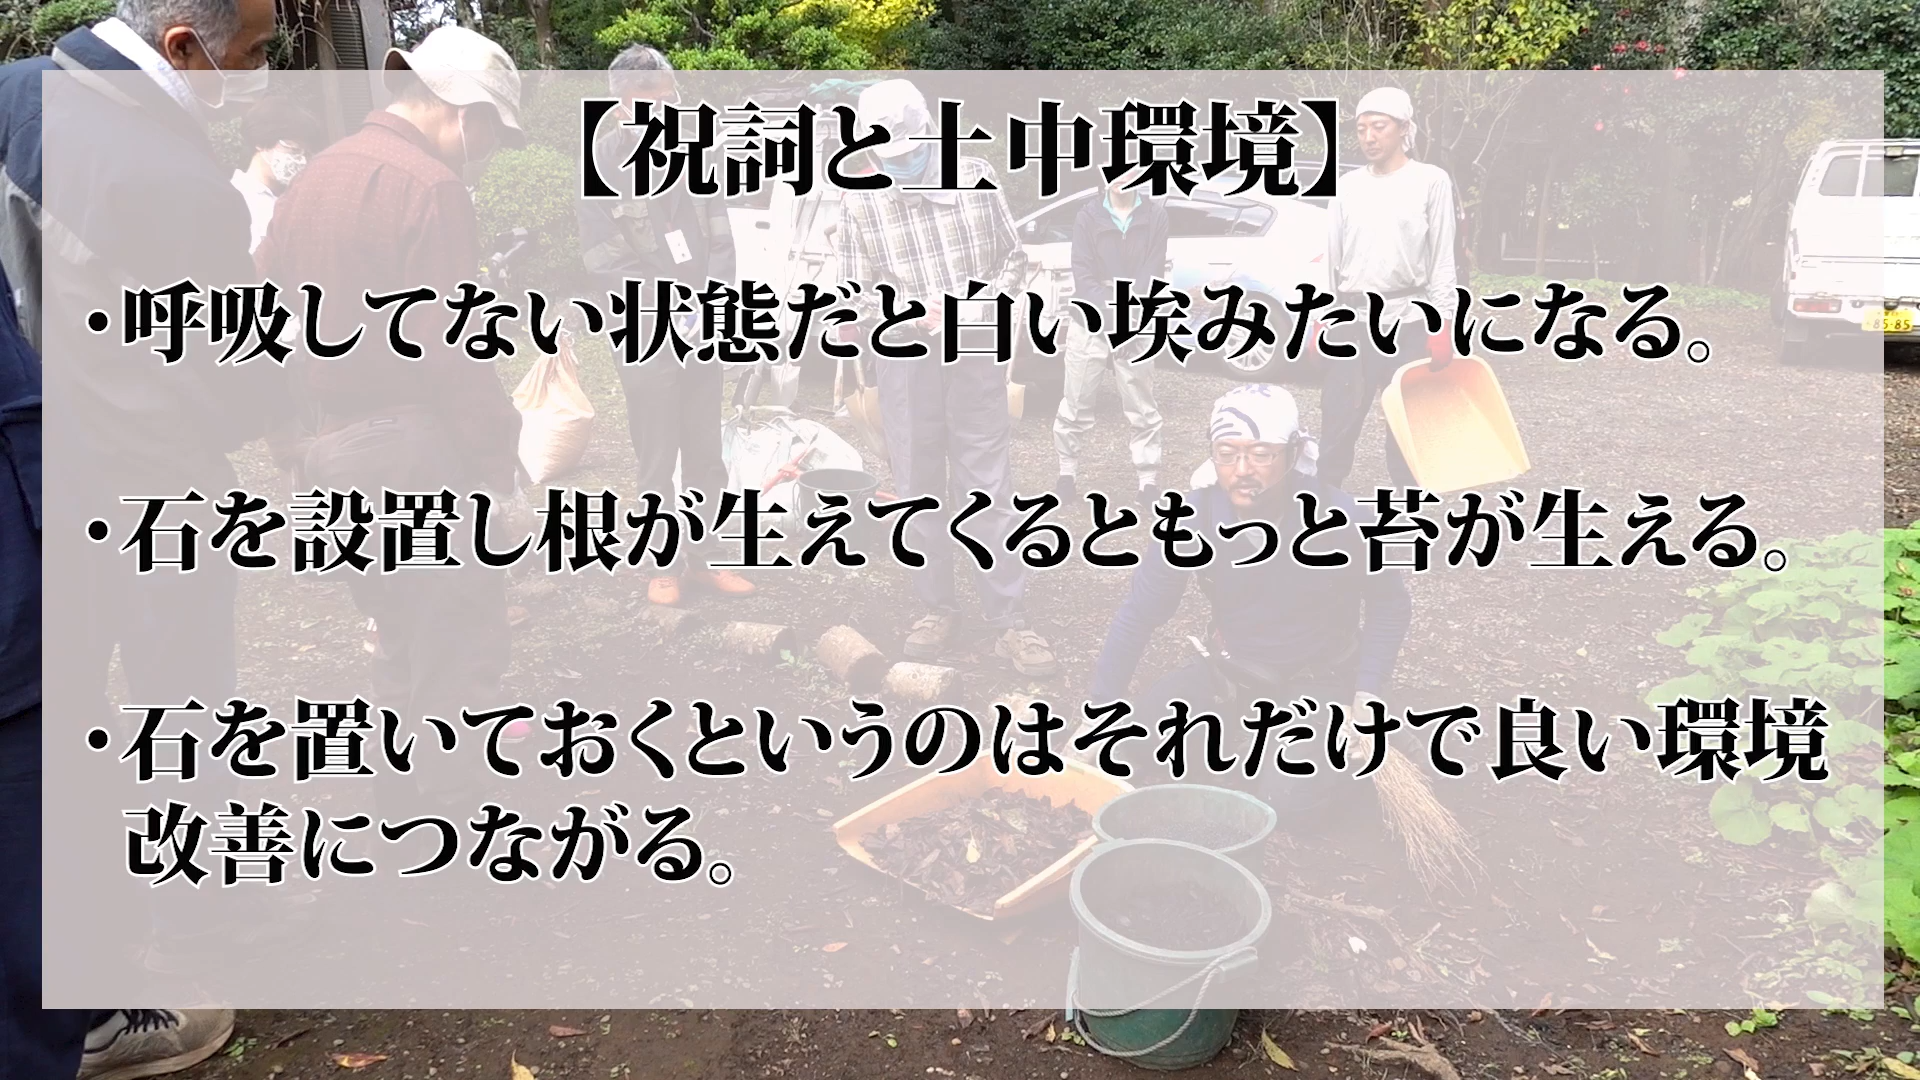 【祝詞と土中環境】
・呼吸してない状態だと白い埃みたいになる。
・石を設置し根が生えてくるともっと苔が生える。
・石を置いておくというのはそれだけで良い環境
改善につながる。
85-85